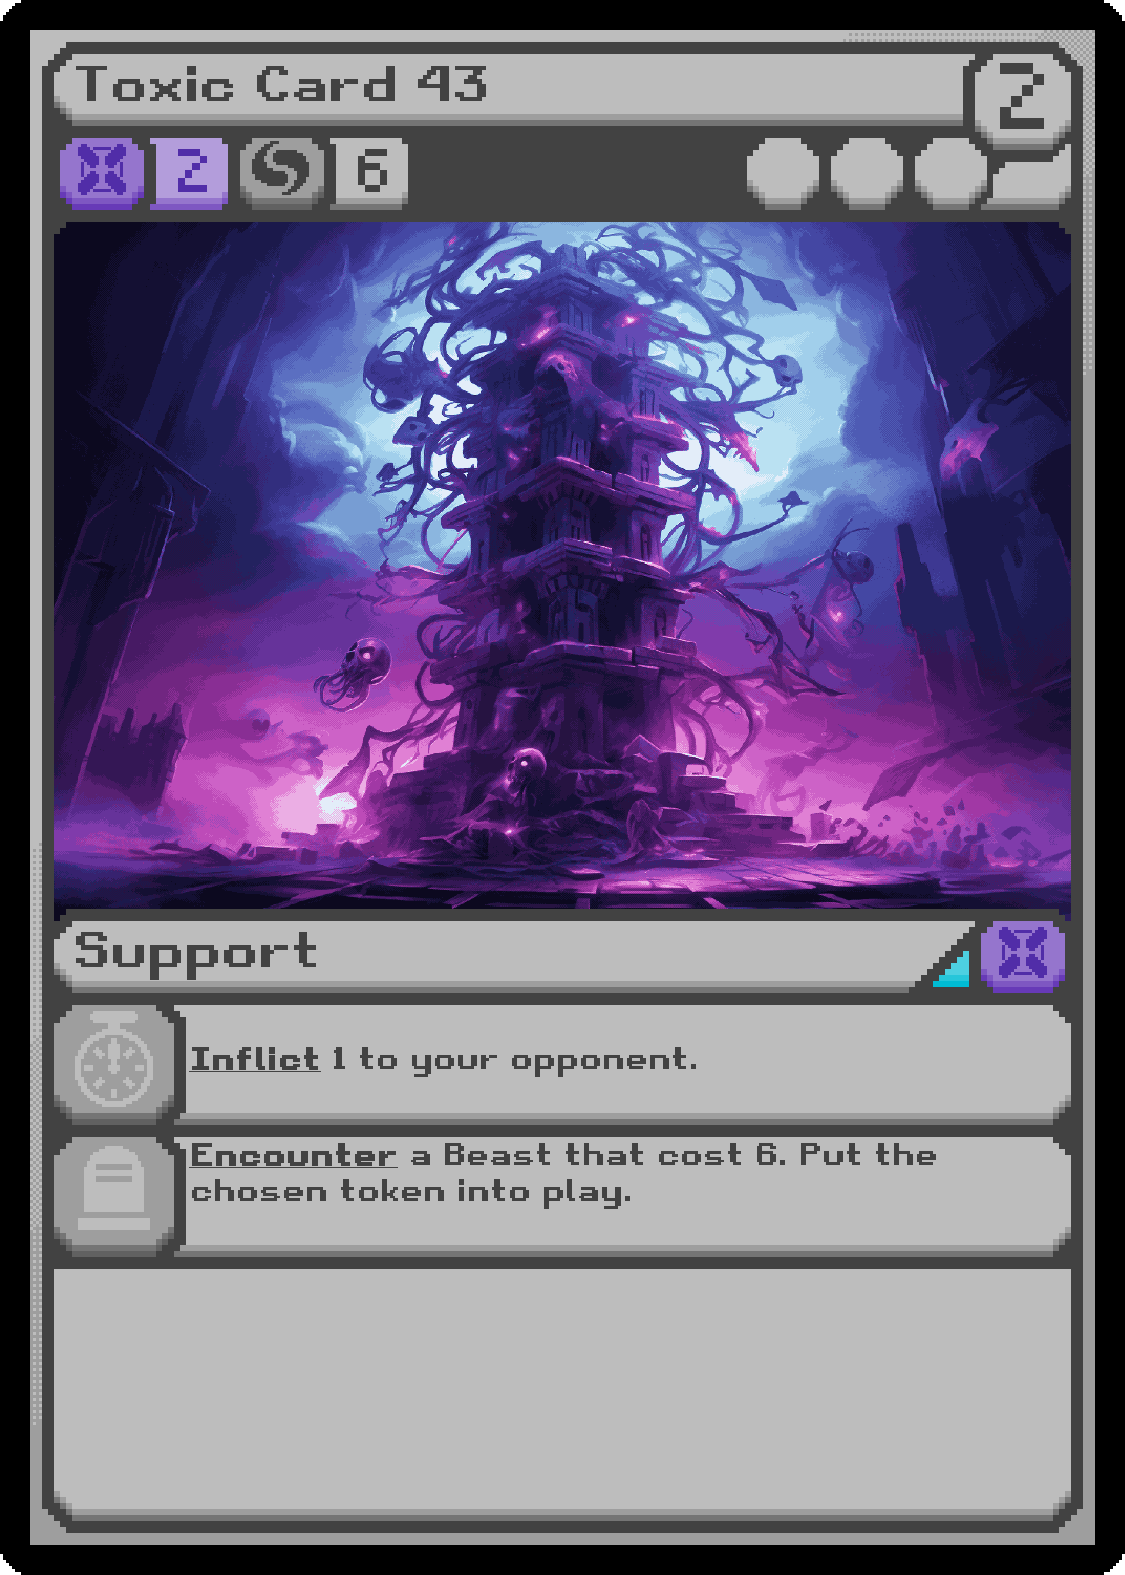 Toxic Card 43
2
2
6
Support
Inflict 1 to your opponent.
Encounter a Beast that cost 6. Put the
chosen token into play.